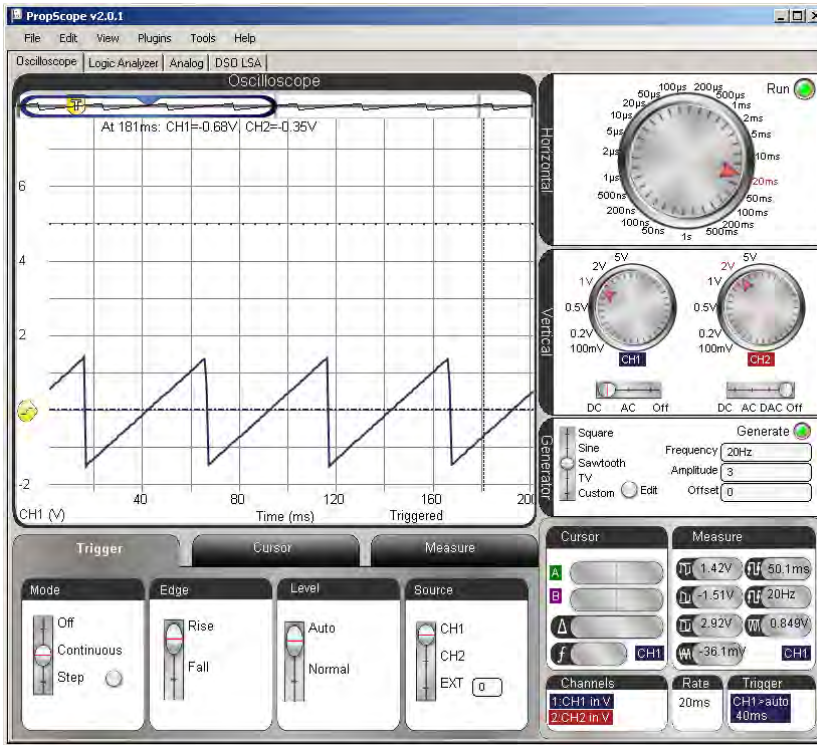 PropScope v2.0.1
File Edit View Plugins Tools Help
Oscilloscope Logic Analyzer Analog DSO LSA
Oscilloscope
T
At 181ms: CH1=-0.68V, CH2=-0.35V
6
4
2
-2
40 80 120 160 200
CH1 (V) Time (ms) Triggered
Horizontal
Run
50ns 100ns 200ns 500ns 1µs 2µs 5µs 10µs 20µs 50µs 100µs 200µs 500µs 1ms 2ms 5ms 10ms 20ms 50ms 100ms 200ms 500ms 1s
Vertical
100mV 0.2V 0.5V 1V 2V 5V
CH1
DC AC Off
100mV 0.2V 0.5V 1V 2V 5V
CH2
DC AC DAC Off
Generator
Square
Sine
Sawtooth
TV
Custom Edit
Generate
Frequency 20Hz
Amplitude 3
Offset 0
Trigger Cursor Measure
Mode
Off
Continuous
Step
Edge
Rise
Fall
Level
Auto
Normal
Source
CH1
CH2
EXT 0
Cursor
A
B
Δ
f CH1
Measure
1.42V 50.1ms
-1.51V 20Hz
2.92V 0.849V
-36.1mV CH1
Channels
1:CH1 in V
2:CH2 in V
Rate
20ms
Trigger
CH1>auto
40ms